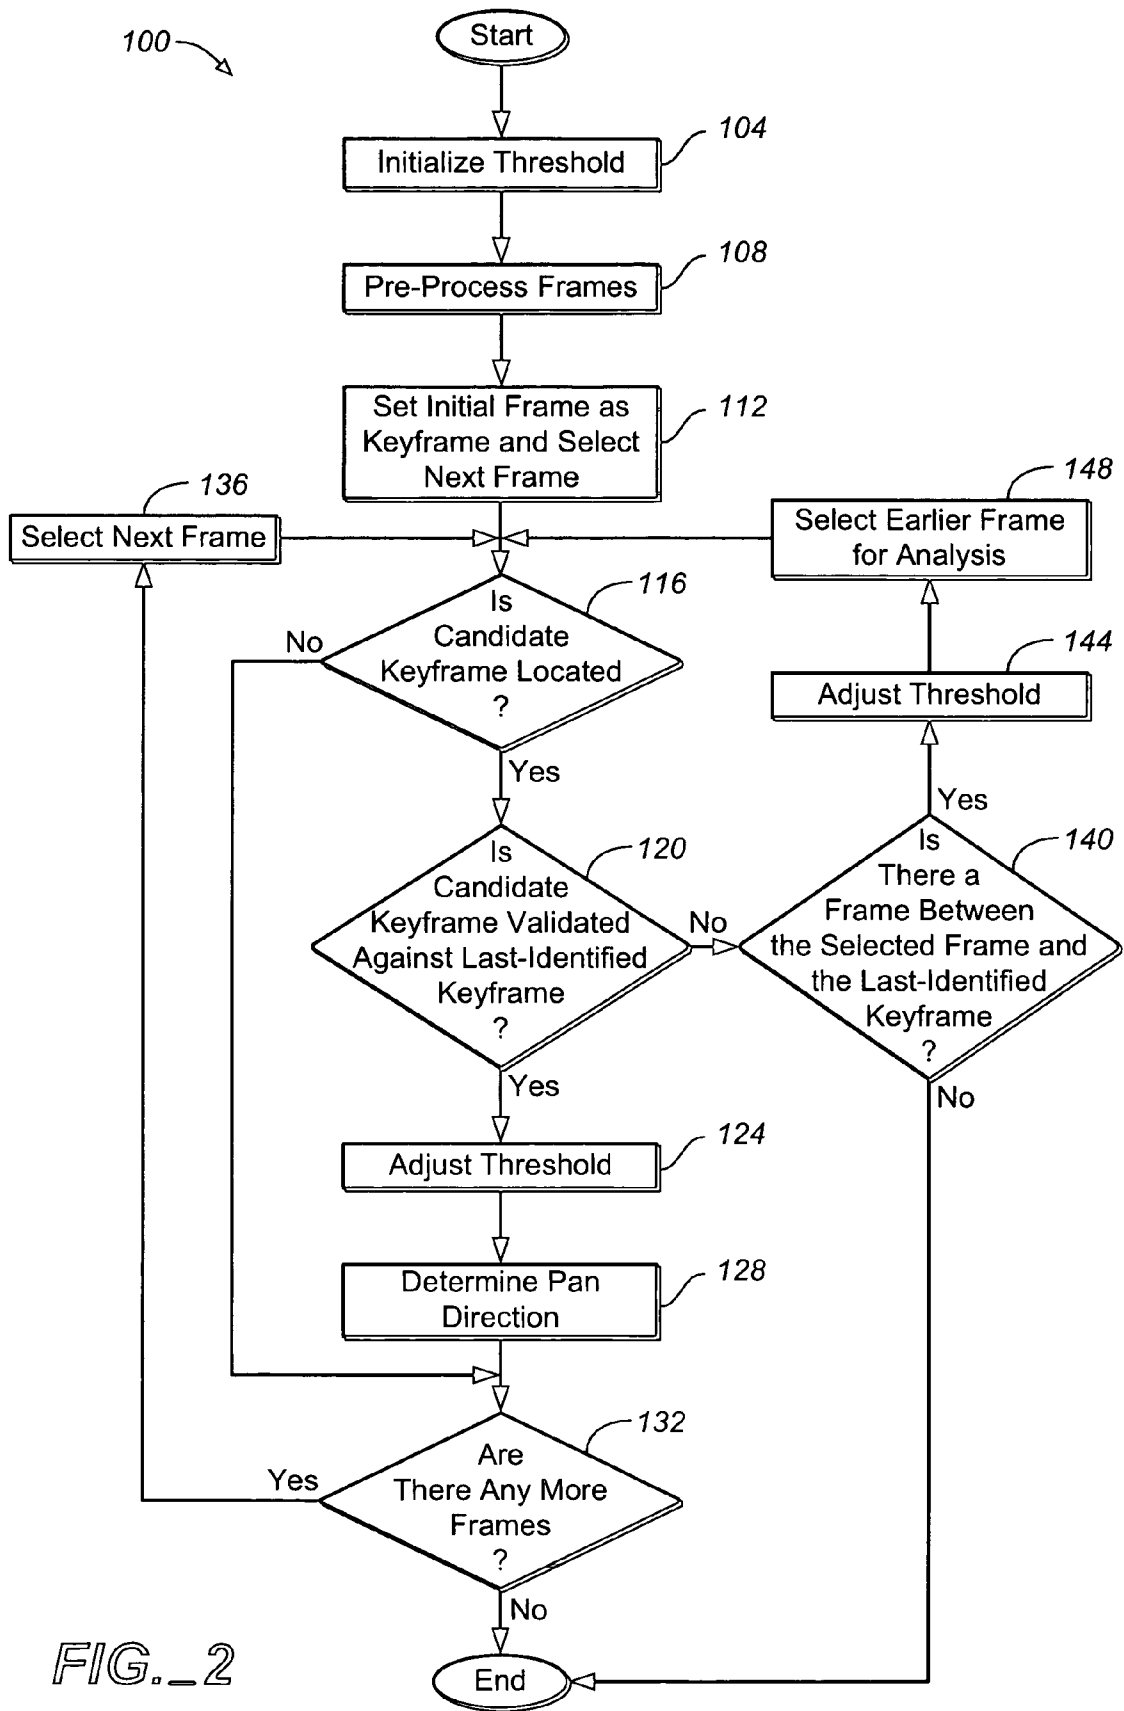 100
Start
104
Initialize Threshold
108
Pre-Process Frames
112
Set Initial Frame as
Keyframe and Select
Next Frame
136
Select Next Frame
148
Select Earlier Frame
for Analysis
116
Is
Candidate
Keyframe Located
?
No
Yes
144
Adjust Threshold
Yes
120
Is
Candidate
Keyframe Validated
Against Last-Identified
Keyframe
?
No
Yes
140
Is
There a
Frame Between
the Selected Frame and
the Last-Identified
Keyframe
?
No
124
Adjust Threshold
128
Determine Pan
Direction
132
Are
There Any More
Frames
?
Yes
No
End
FIG._2